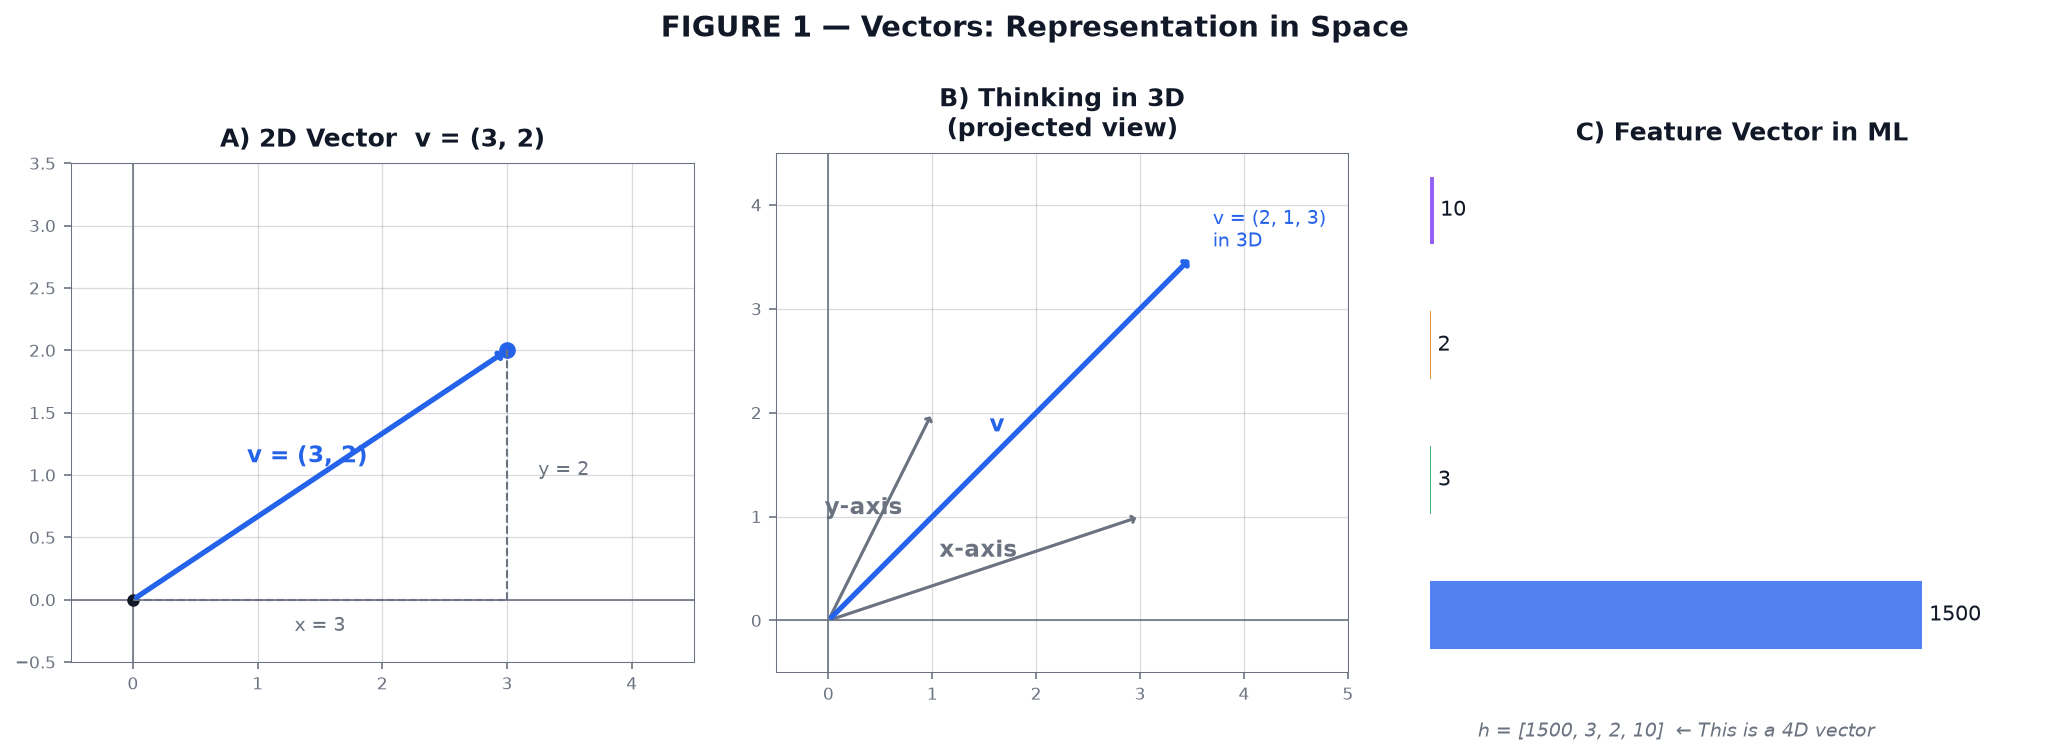 FIGURE 1 — Vectors: Representation in Space
A) 2D Vector  v = (3, 2)
3.5
3.0
2.5
2.0
1.5
1.0
0.5
0.0
−0.5
v = (3, 2)
y = 2
x = 3
0 1 2 3 4
B) Thinking in 3D
(projected view)
4
3
2
1
0
v = (2, 1, 3)
in 3D
v
y-axis
x-axis
0 1 2 3 4 5
C) Feature Vector in ML
10
2
3
1500
h = [1500, 3, 2, 10]  ← This is a 4D vector